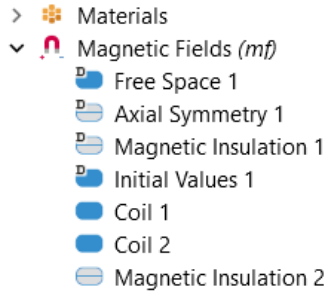 Materials
Magnetic Fields (mf)
D Free Space 1
D Axial Symmetry 1
D Magnetic Insulation 1
D Initial Values 1
Coil 1
Coil 2
Magnetic Insulation 2